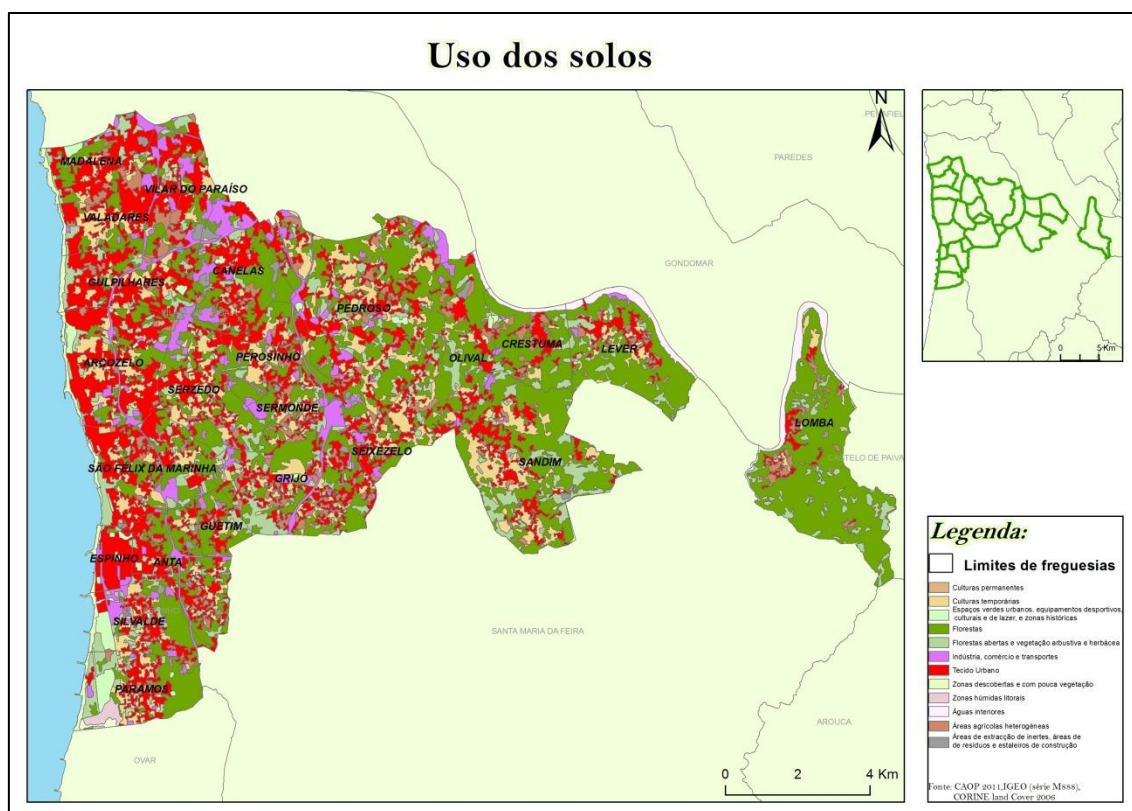 Uso dos solos
N
PENAFIEL
PAREDES
MADALENA
VILAR DO PARAÍSO
VALADARES
GONDOMAR
CANELAS
GULPILHARES
PEDROSO
CRESTUMA
LEVER
OLIVAL
ARCOZELO
PEROSINHO
SERZEDO
SERMONDE
LOMBA
SEIXEZELO
CASTELO DE PAIVA
SANDIM
SÃO FÉLIX DA MARINHA
GRIJÓ
GUETIM
ESPINHO
ANTA
SILVALDE
SANTA MARIA DA FEIRA
PARAMOS
AROUCA
OVAR
0 2 4 Km
0 5 Km
Legenda:
Limites de freguesias
Culturas permanentes
Culturas temporárias
Espaços verdes urbanos, equipamentos desportivos,
culturais e de lazer, e zonas históricas
Florestas
Florestas abertas e vegetação arbustiva e herbácea
Indústria, comércio e transportes
Tecido Urbano
Zonas descobertas e com pouca vegetação
Zonas húmidas litorais
Águas interiores
Áreas agrícolas heterogéneas
Áreas de extracção de inertes, áreas de
de resíduos e estaleiros de construção
Fonte: CAOP 2011,IGEO (série M888),
CORINE land Cover 2006